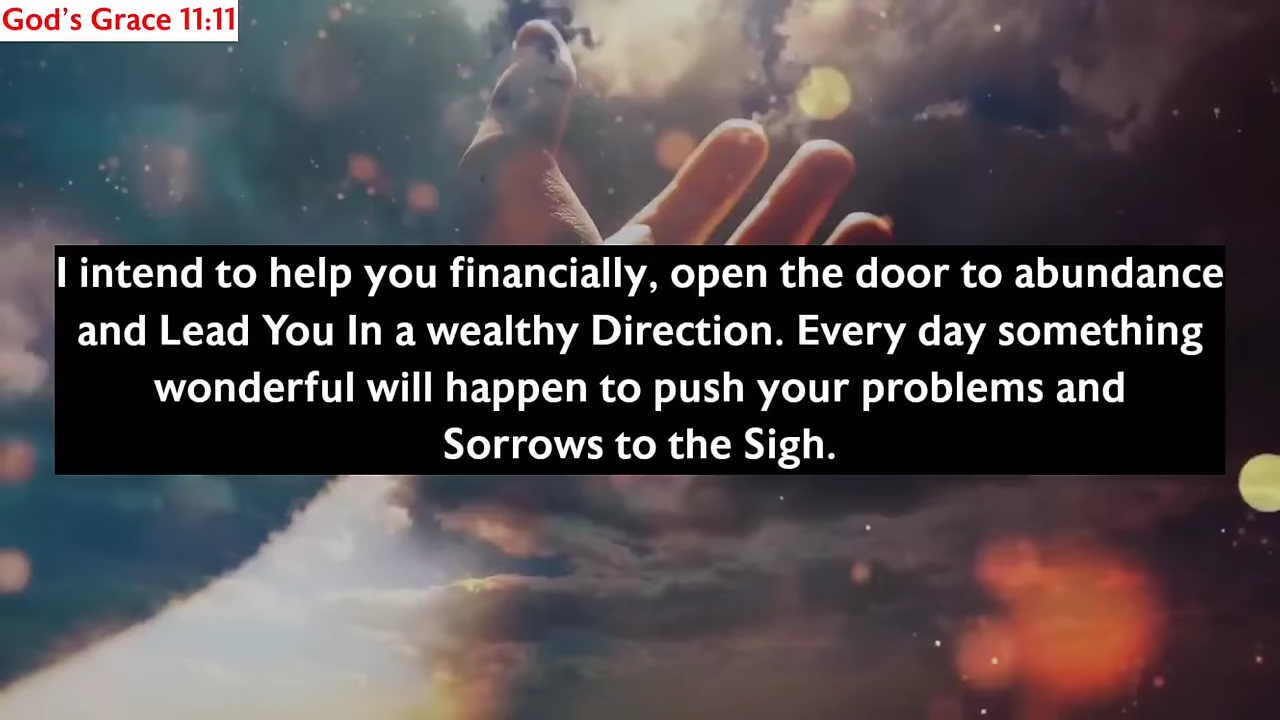 God's Grace 11:11
I intend to help you financially, open the door to abundance
and Lead You In a wealthy Direction. Every day something
wonderful will happen to push your problems and
Sorrows to the Sigh.